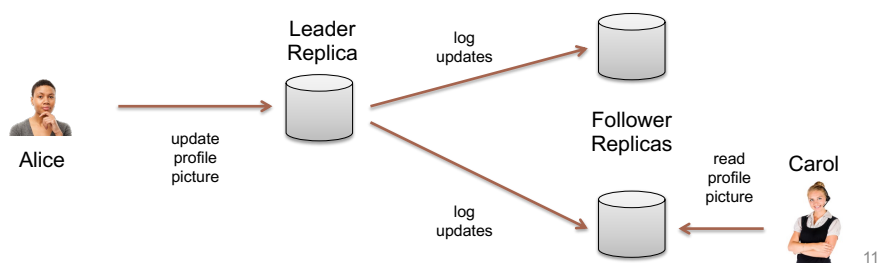 Leader
Replica
log
updates
Alice
update
profile
picture
Follower
Replicas
log
updates
read
profile
picture
Carol
11